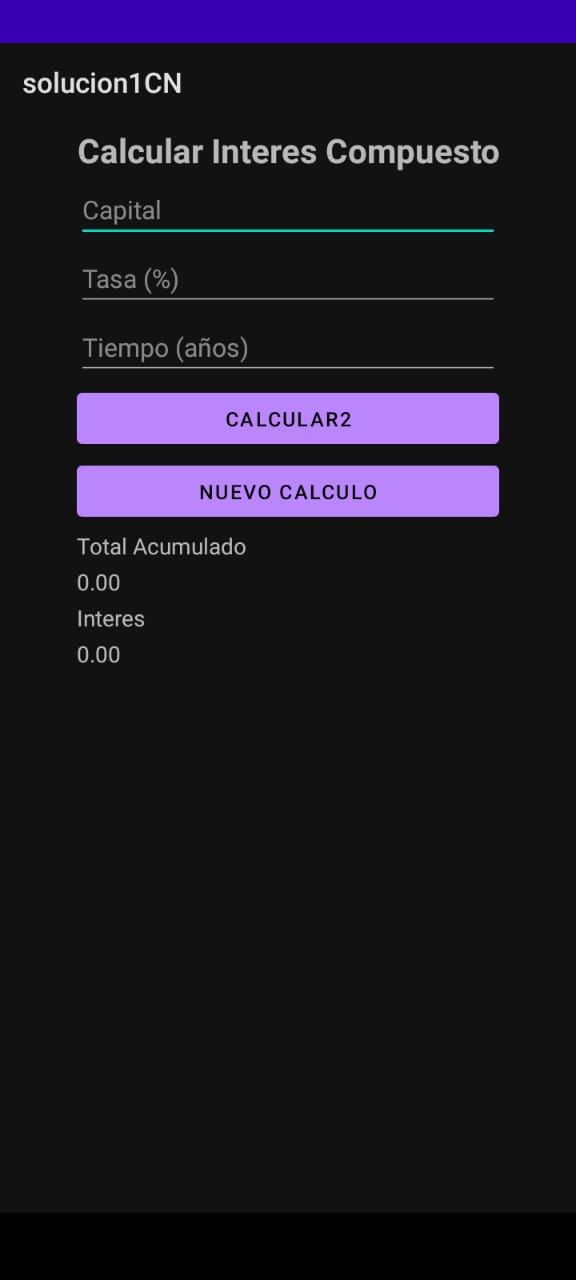 solucion1CN
Calcular Interes Compuesto
Capital
Tasa (%)
Tiempo (años)
CALCULAR2
NUEVO CALCULO
Total Acumulado
0.00
Interes
0.00